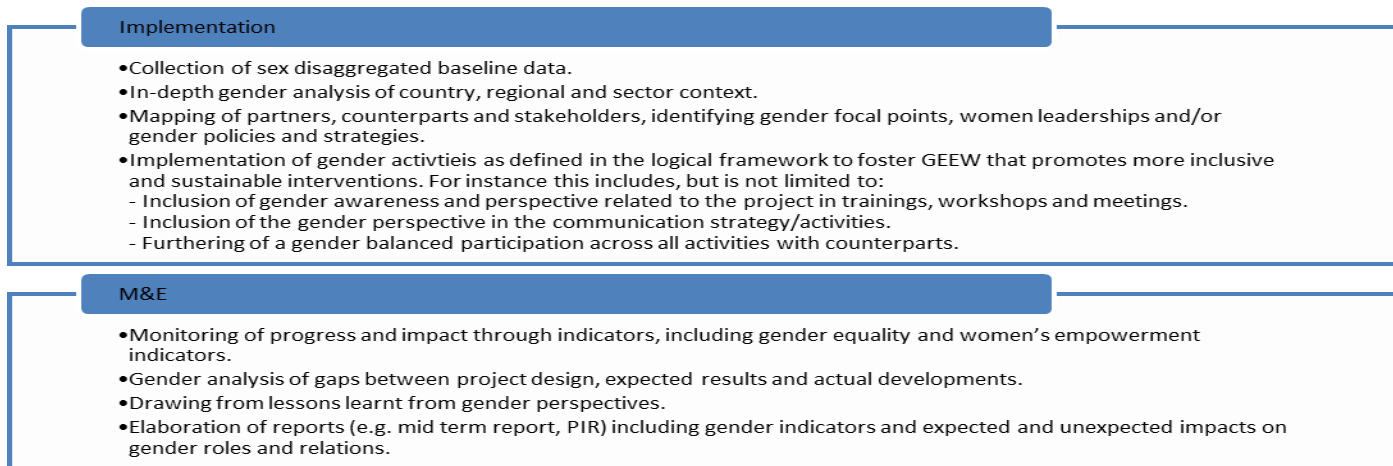 Implementation
•Collection of sex disaggregated baseline data.
•In-depth gender analysis of country, regional and sector context.
•Mapping of partners, counterparts and stakeholders, identifying gender focal points, women leaderships and/or
gender policies and strategies.
•Implementation of gender activtieis as defined in the logical framework to foster GEEW that promotes more inclusive
and sustainable interventions. For instance this includes, but is not limited to:
- Inclusion of gender awareness and perspective related to the project in trainings, workshops and meetings.
- Inclusion of the gender perspective in the communication strategy/activities.
- Furthering of a gender balanced participation across all activities with counterparts.
M&E
•Monitoring of progress and impact through indicators, including gender equality and women’s empowerment
indicators.
•Gender analysis of gaps between project design, expected results and actual developments.
•Drawing from lessons learnt from gender perspectives.
•Elaboration of reports (e.g. mid term report, PIR) including gender indicators and expected and unexpected impacts on
gender roles and relations.